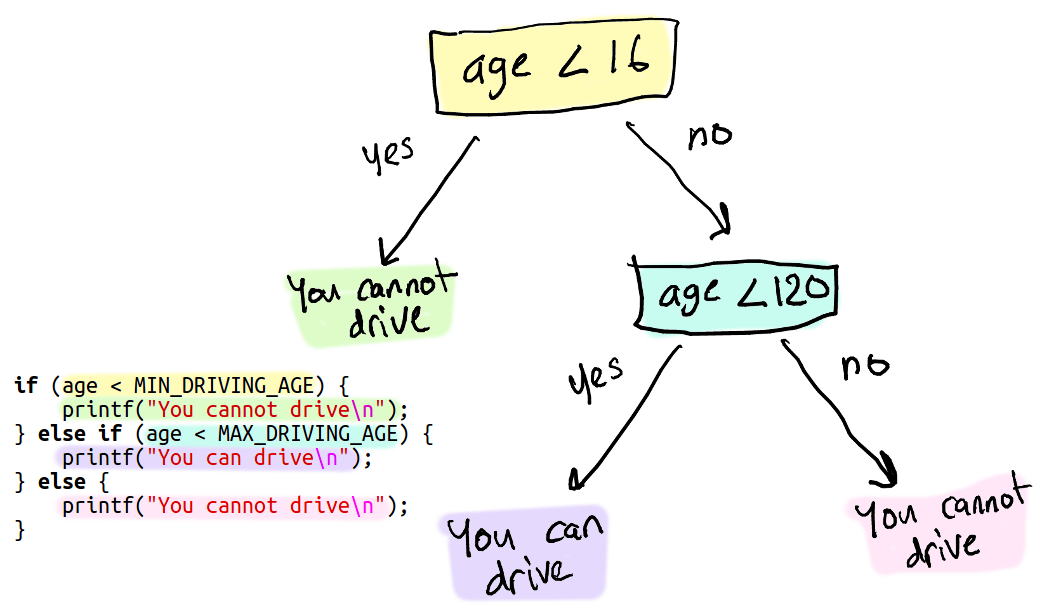 age < 16
yes
no
You cannot
drive
age < 120
yes
no
if (age < MIN_DRIVING_AGE) {
    printf("You cannot drive\n");
} else if (age < MAX_DRIVING_AGE) {
    printf("You can drive\n");
} else {
    printf("You cannot drive\n");
}
You can
drive
You cannot
drive